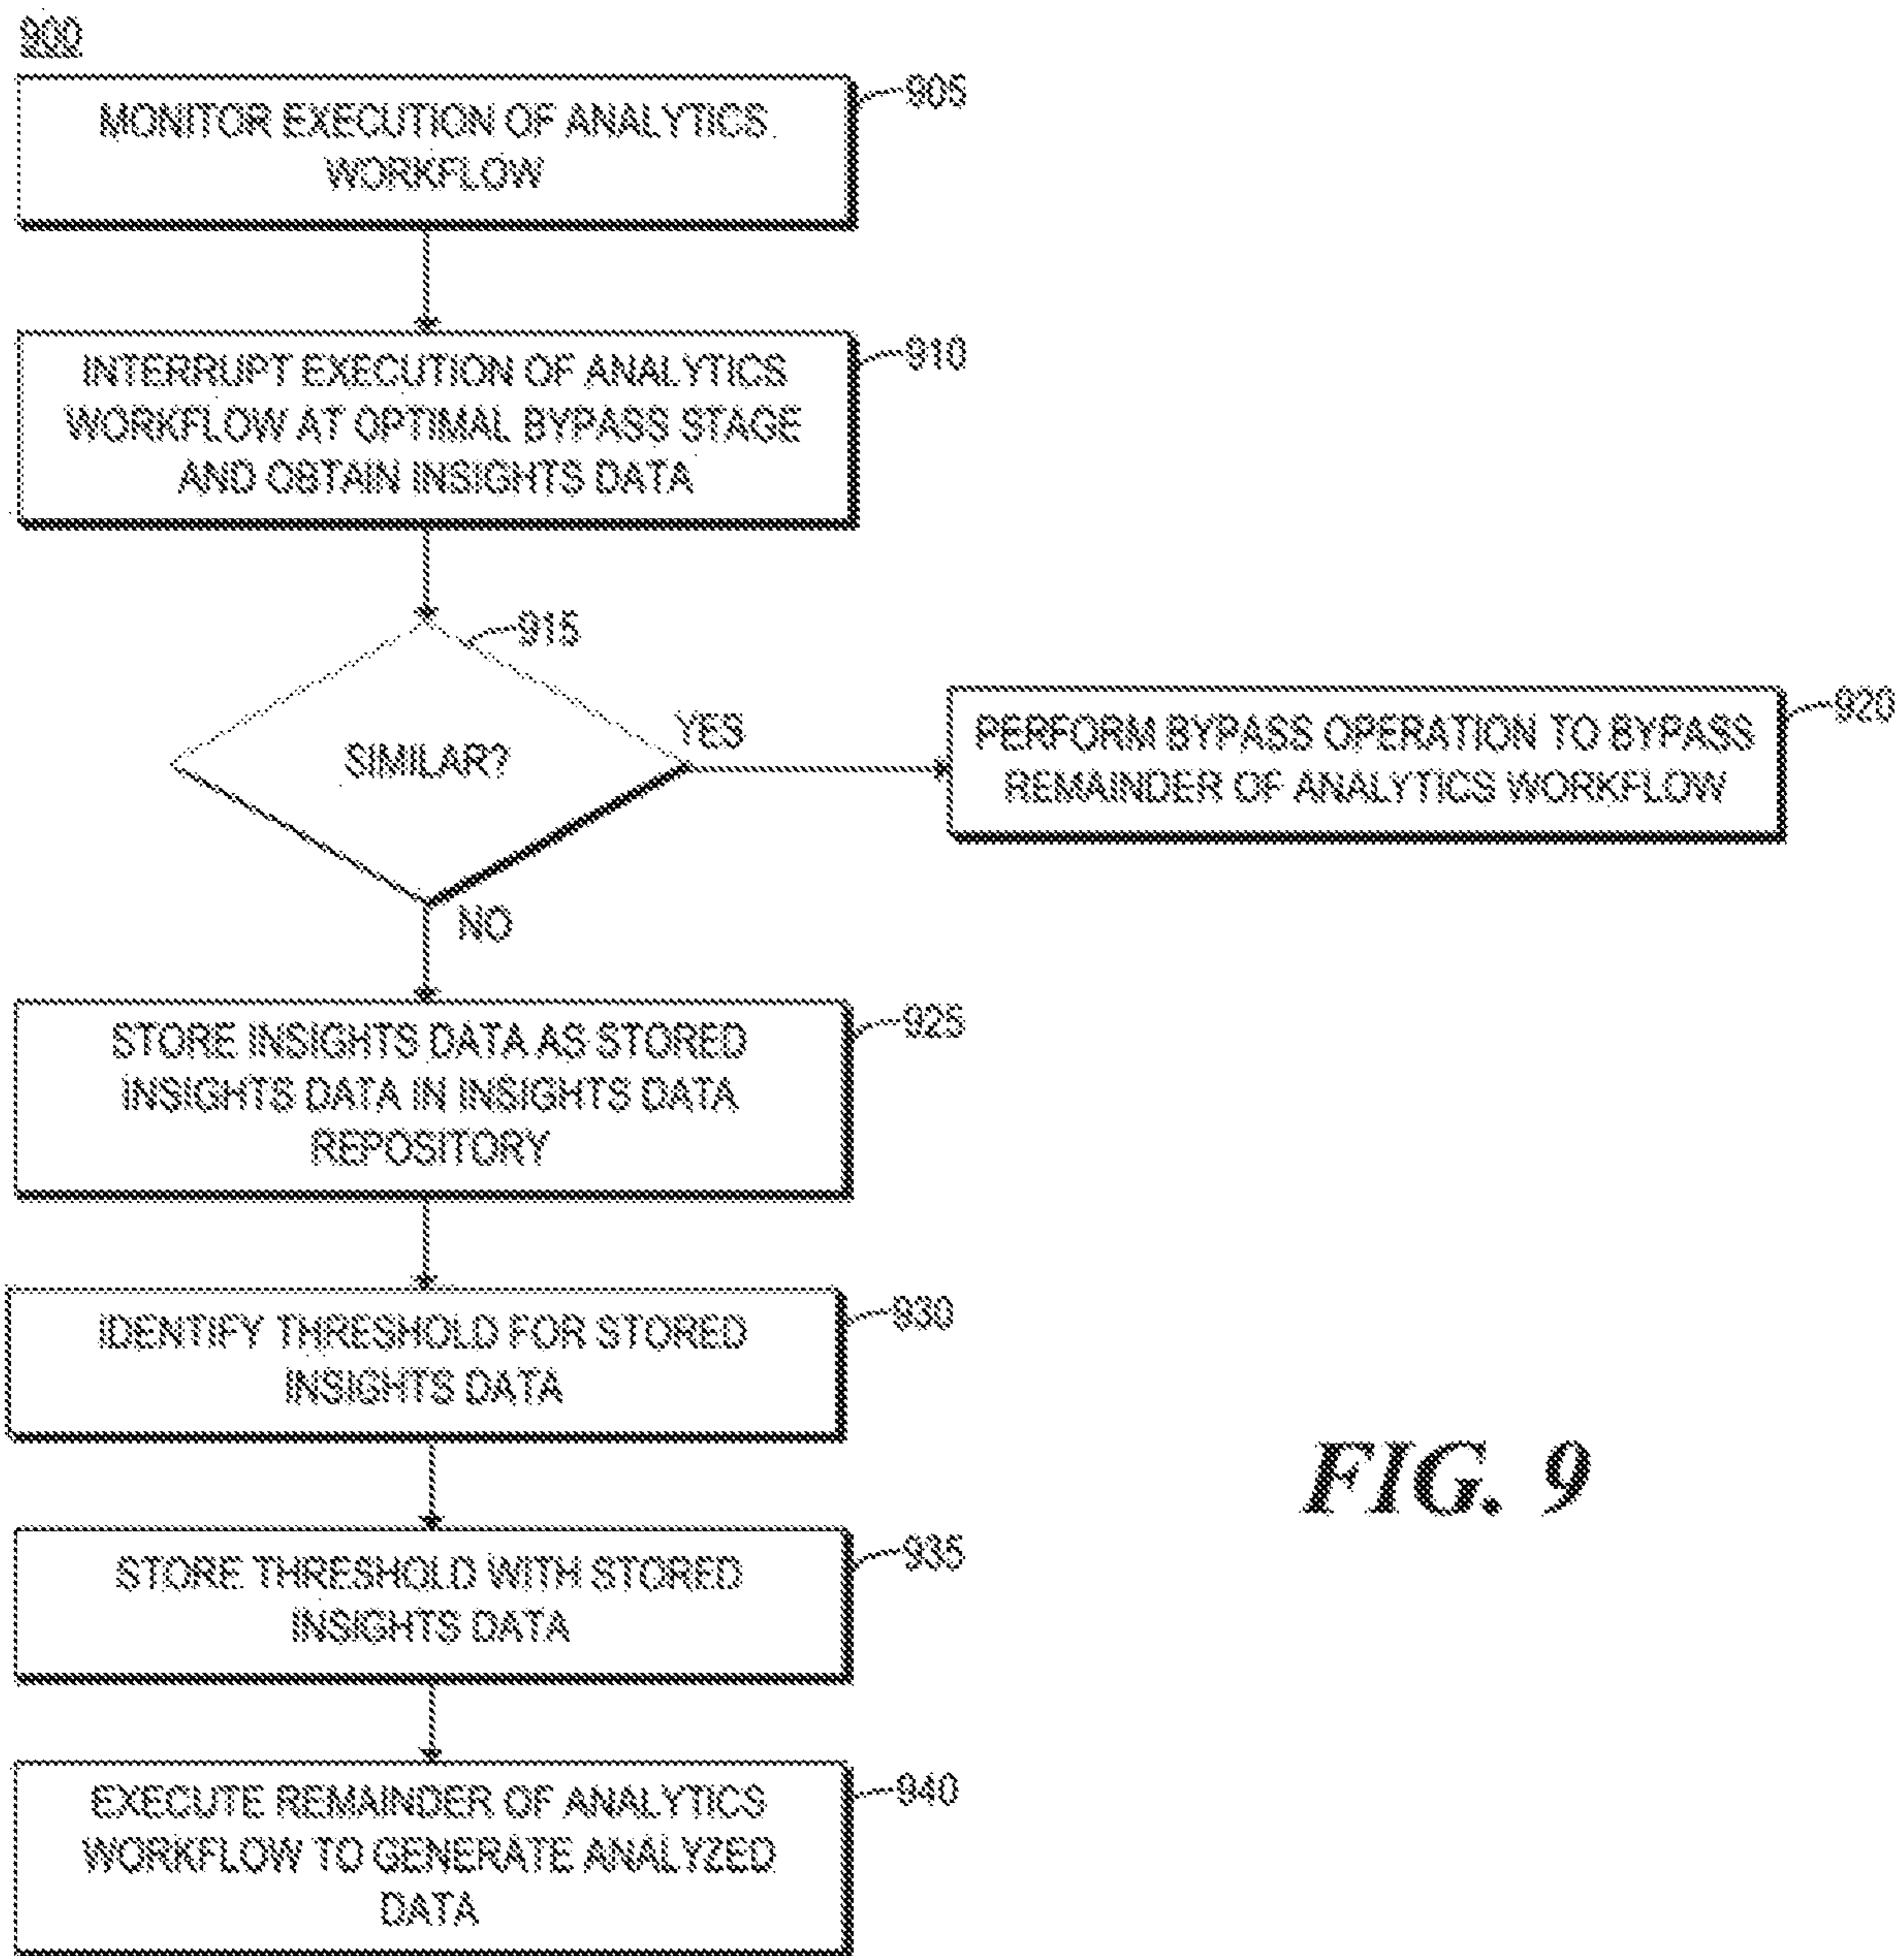 900
MONITOR EXECUTION OF ANALYTICS
WORKFLOW
905
INTERRUPT EXECUTION OF ANALYTICS
WORKFLOW AT OPTIMAL BYPASS STAGE
AND OBTAIN INSIGHTS DATA
910
915
SIMILAR?
YES
PERFORM BYPASS OPERATION TO BYPASS
REMAINDER OF ANALYTICS WORKFLOW
920
NO
STORE INSIGHTS DATA AS STORED
INSIGHTS DATA IN INSIGHTS DATA
REPOSITORY
925
IDENTIFY THRESHOLD FOR STORED
INSIGHTS DATA
930
STORE THRESHOLD WITH STORED
INSIGHTS DATA
935
EXECUTE REMAINDER OF ANALYTICS
WORKFLOW TO GENERATE ANALYZED
DATA
940
FIG. 9